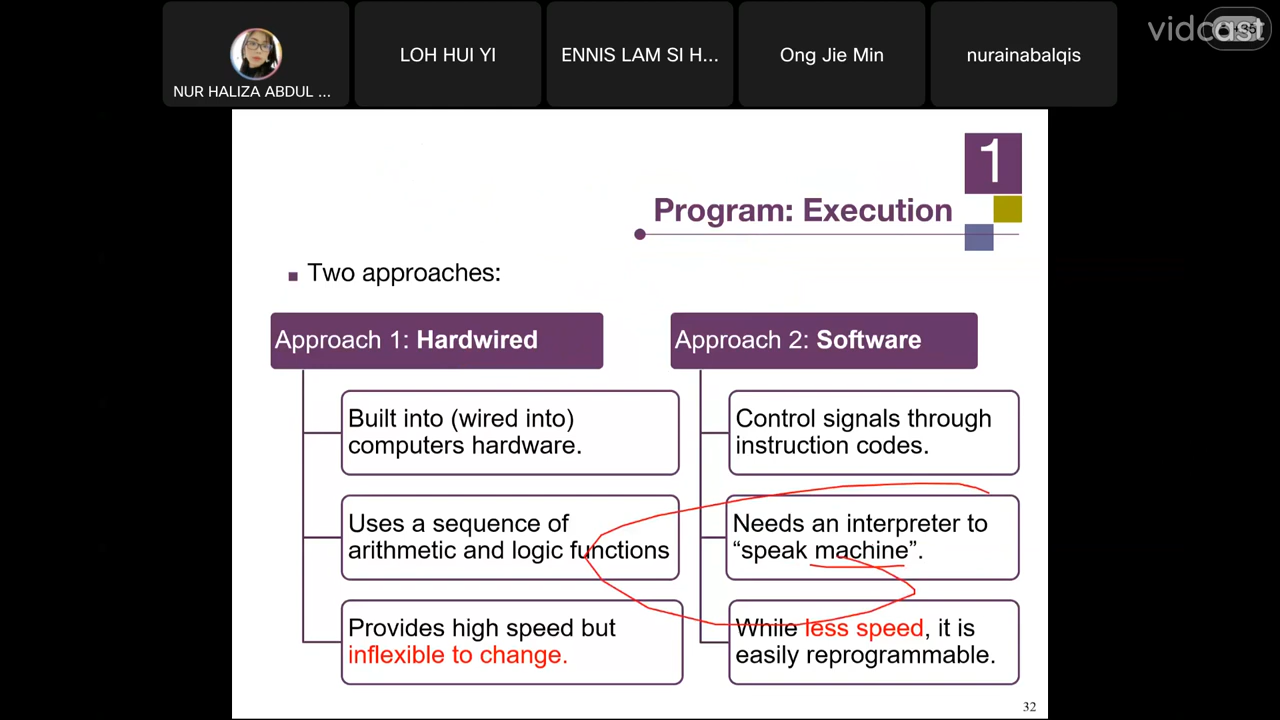 vidcast
NUR HALIZA ABDUL ...
LOH HUI YI
ENNIS LAM SI H...
Ong Jie Min
nurainabalqis
1
Program: Execution
Two approaches:
Approach 1: Hardwired
Built into (wired into)
computers hardware.
Uses a sequence of
arithmetic and logic functions
Provides high speed but
inflexible to change.
Approach 2: Software
Control signals through
instruction codes.
Needs an interpreter to
“speak machine”.
While less speed, it is
easily reprogrammable.
32